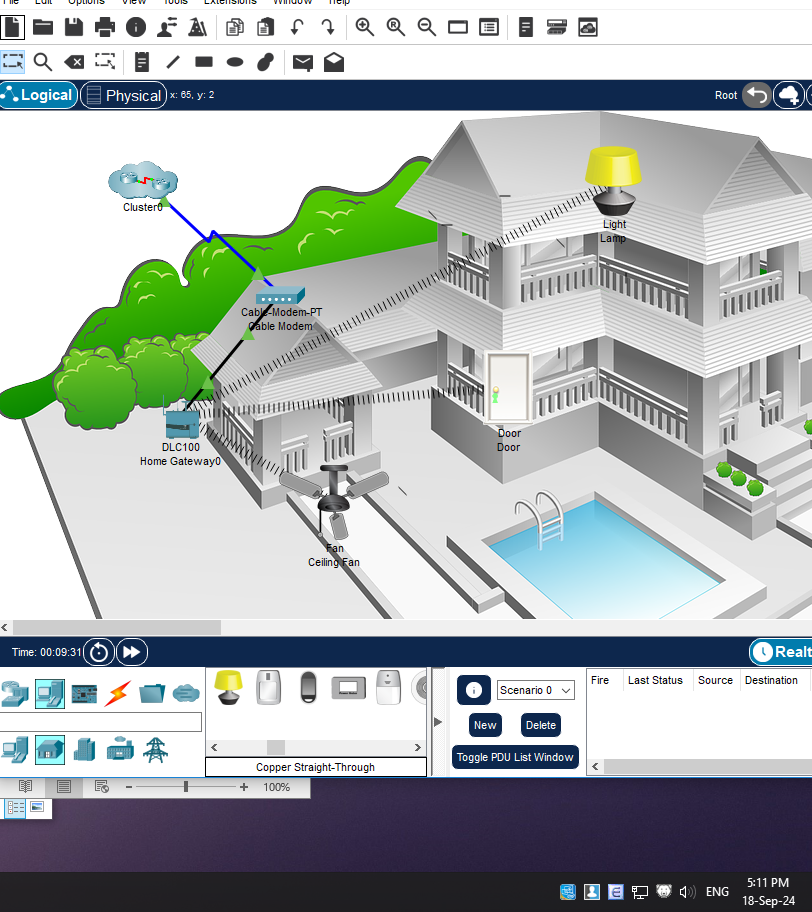 File Edit Options View Tools Extensions Window Help
Logical
Physical
x: 65, y: 2
Root
Cluster0
Light
Lamp
Cable-Modem-PT
Cable Modem
DLC100
Home Gateway0
Door
Door
Fan
Ceiling Fan
Time: 00:09:31
Realt
Scenario 0
New
Delete
Toggle PDU List Window
Fire Last Status Source Destination
Copper Straight-Through
100%
ENG
5:11 PM
18-Sep-24